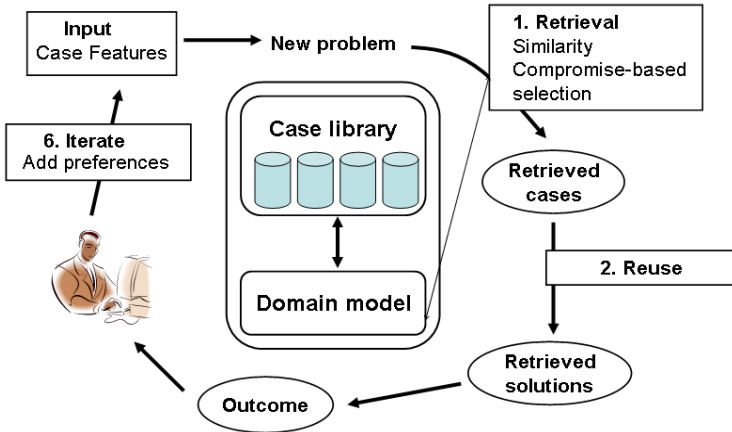 Input
Case Features
New problem
1. Retrieval
Similarity
Compromise-based
selection
Case library
6. Iterate
Add preferences
Retrieved
cases
2. Reuse
Domain model
Retrieved
solutions
Outcome